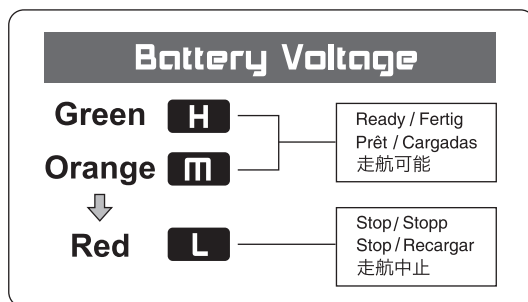 Battery Voltage
Green H
Orange m
Red L
Ready / Fertig
Prêt / Cargadas
走航可能
Stop / Stopp
Stop / Recargar
走航中止